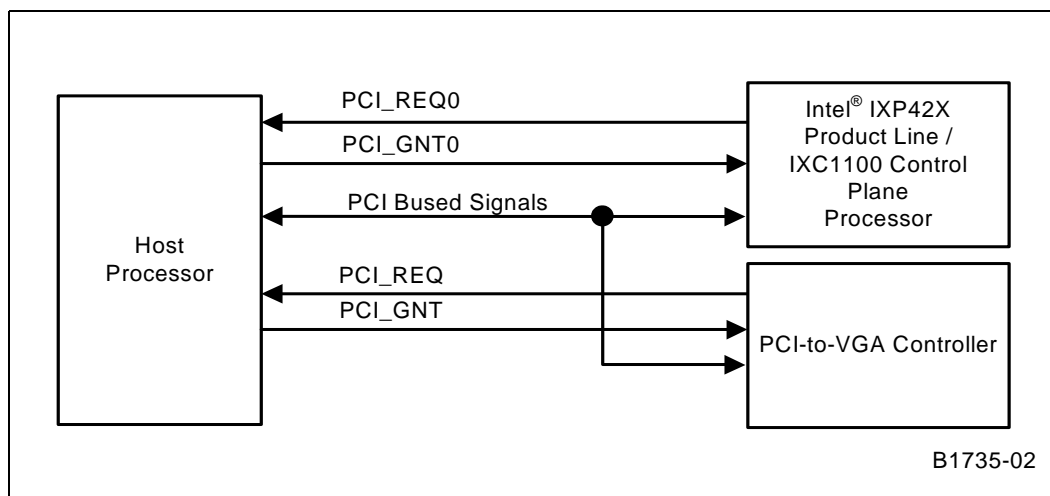 PCI_REQ0
PCI_GNT0
PCI Bused Signals
Host
Processor
PCI_REQ
PCI_GNT
Intel® IXP42X
Product Line /
IXC1100 Control
Plane
Processor
PCI-to-VGA Controller
B1735-02